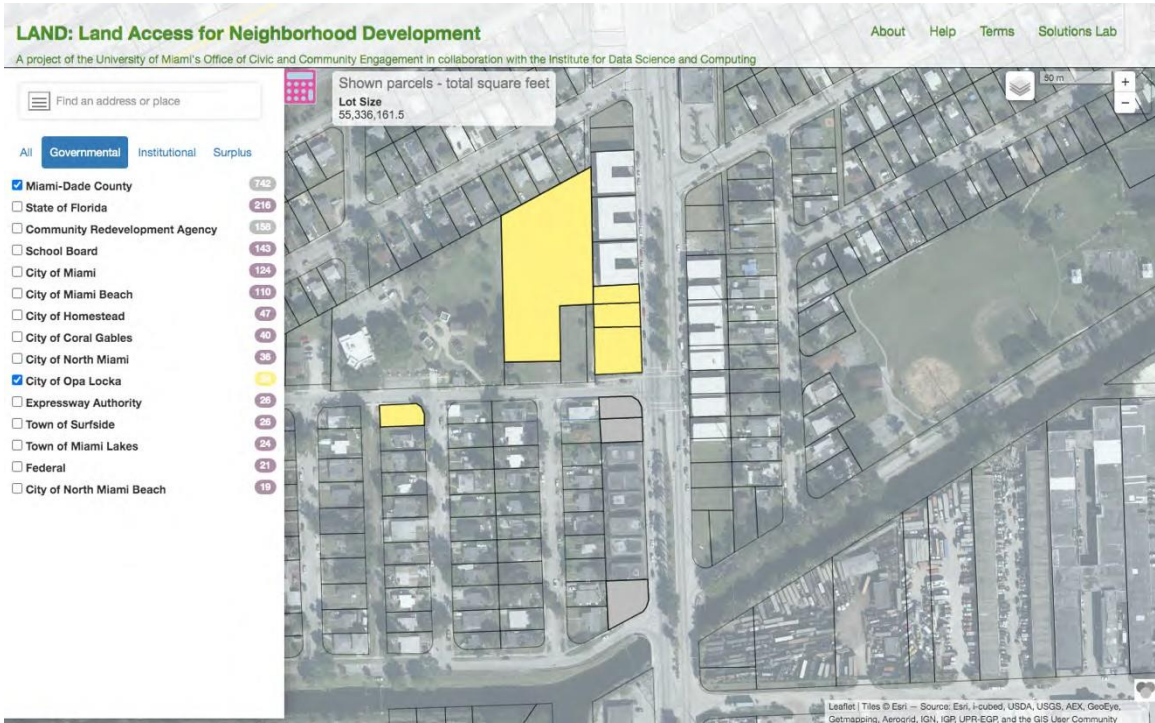 LAND: Land Access for Neighborhood Development
About Help Terms Solutions Lab
A project of the University of Miami's Office of Civic and Community Engagement in collaboration with the Institute for Data Science and Computing
Find an address or place
Shown parcels - total square feet
Lot Size
55,336,161.5
50 m
+
−
All Governmental Institutional Surplus
Miami-Dade County 742
State of Florida 216
Community Redevelopment Agency 158
School Board 143
City of Miami 124
City of Miami Beach 110
City of Homestead 47
City of Coral Gables 40
City of North Miami 36
City of Opa Locka
Expressway Authority 26
Town of Surfside 26
Town of Miami Lakes 24
Federal 21
City of North Miami Beach 19
Leaflet | Tiles © Esri — Source: Esri, i-cubed, USDA, USGS, AEX, GeoEye,
Getmapping, Aerogrid, IGN, IGP, UPR-EGP, and the GIS User Community